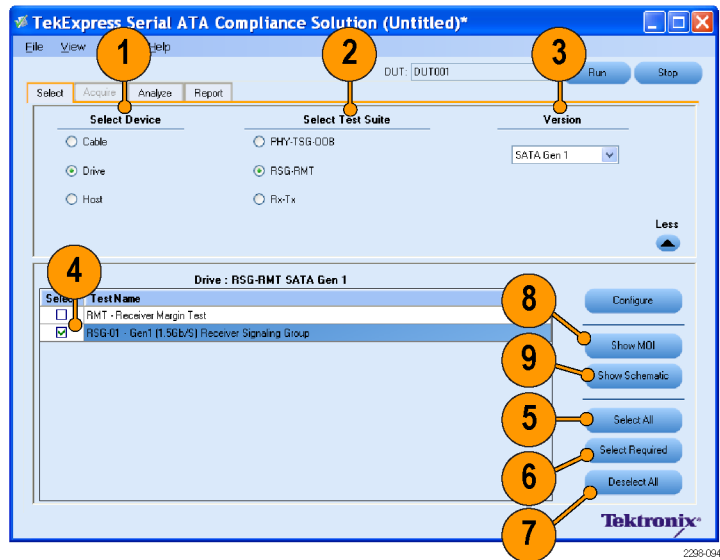 TekExpress Serial ATA Compliance Solution (Untitled)*
File View Help
1 2 3
DUT: DUT001 Run Stop
Select Acquire Analyze Report
Select Device Select Test Suite Version
Cable PHY-TSG-OOB SATA Gen 1
Drive RSG-RMT
Host Rx-Tx
Less
4
Drive : RSG-RMT SATA Gen 1
Test Name
RMT - Receiver Margin Test
RSG-01 - Gen1 (1.5Gb/S) Receiver Signaling Group
8 Configure
Show MOI
9 Show Schematic
5 Select All
Select Required
6
Deselect All
7
Tektronix
2298-094